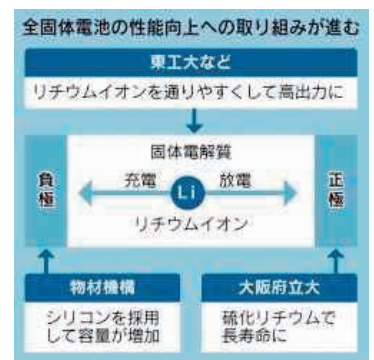 全固体電池の性能向上への取り組みが進む
東工大など
リチウムイオンを通りやすくして高出力に
固体電解質
負極
充電
Li
放電
正極
リチウムイオン
物材機構
シリコンを採用
して容量が増加
大阪府立大
硫化リチウムで
長寿命に